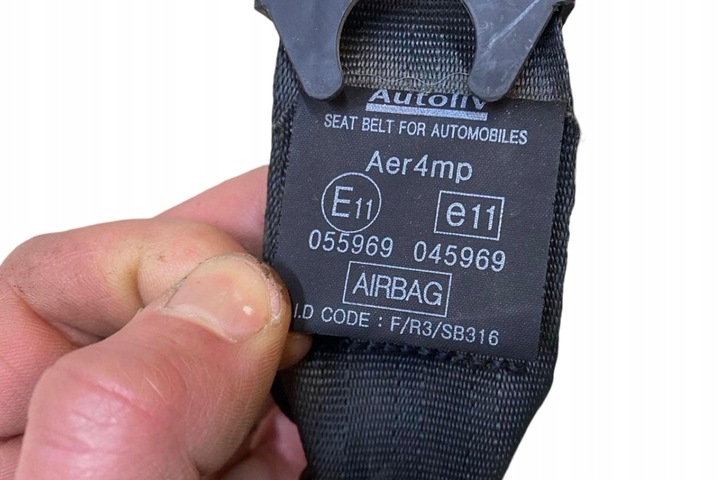 Autoliv
SEAT BELT FOR AUTOMOBILES
Aer4mp
E11 e11
055969 045969
AIRBAG
I.D CODE : F/R3/SB316